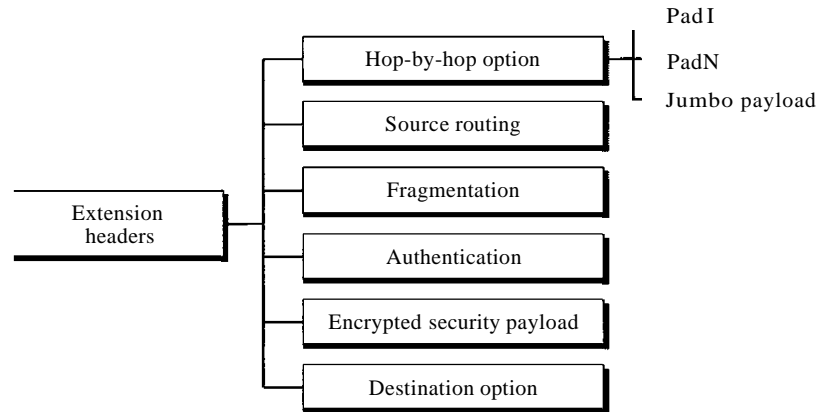 Pad I
Hop-by-hop option
PadN
Jumbo payload
Source routing
Fragmentation
Extension
headers
Authentication
Encrypted security payload
Destination option